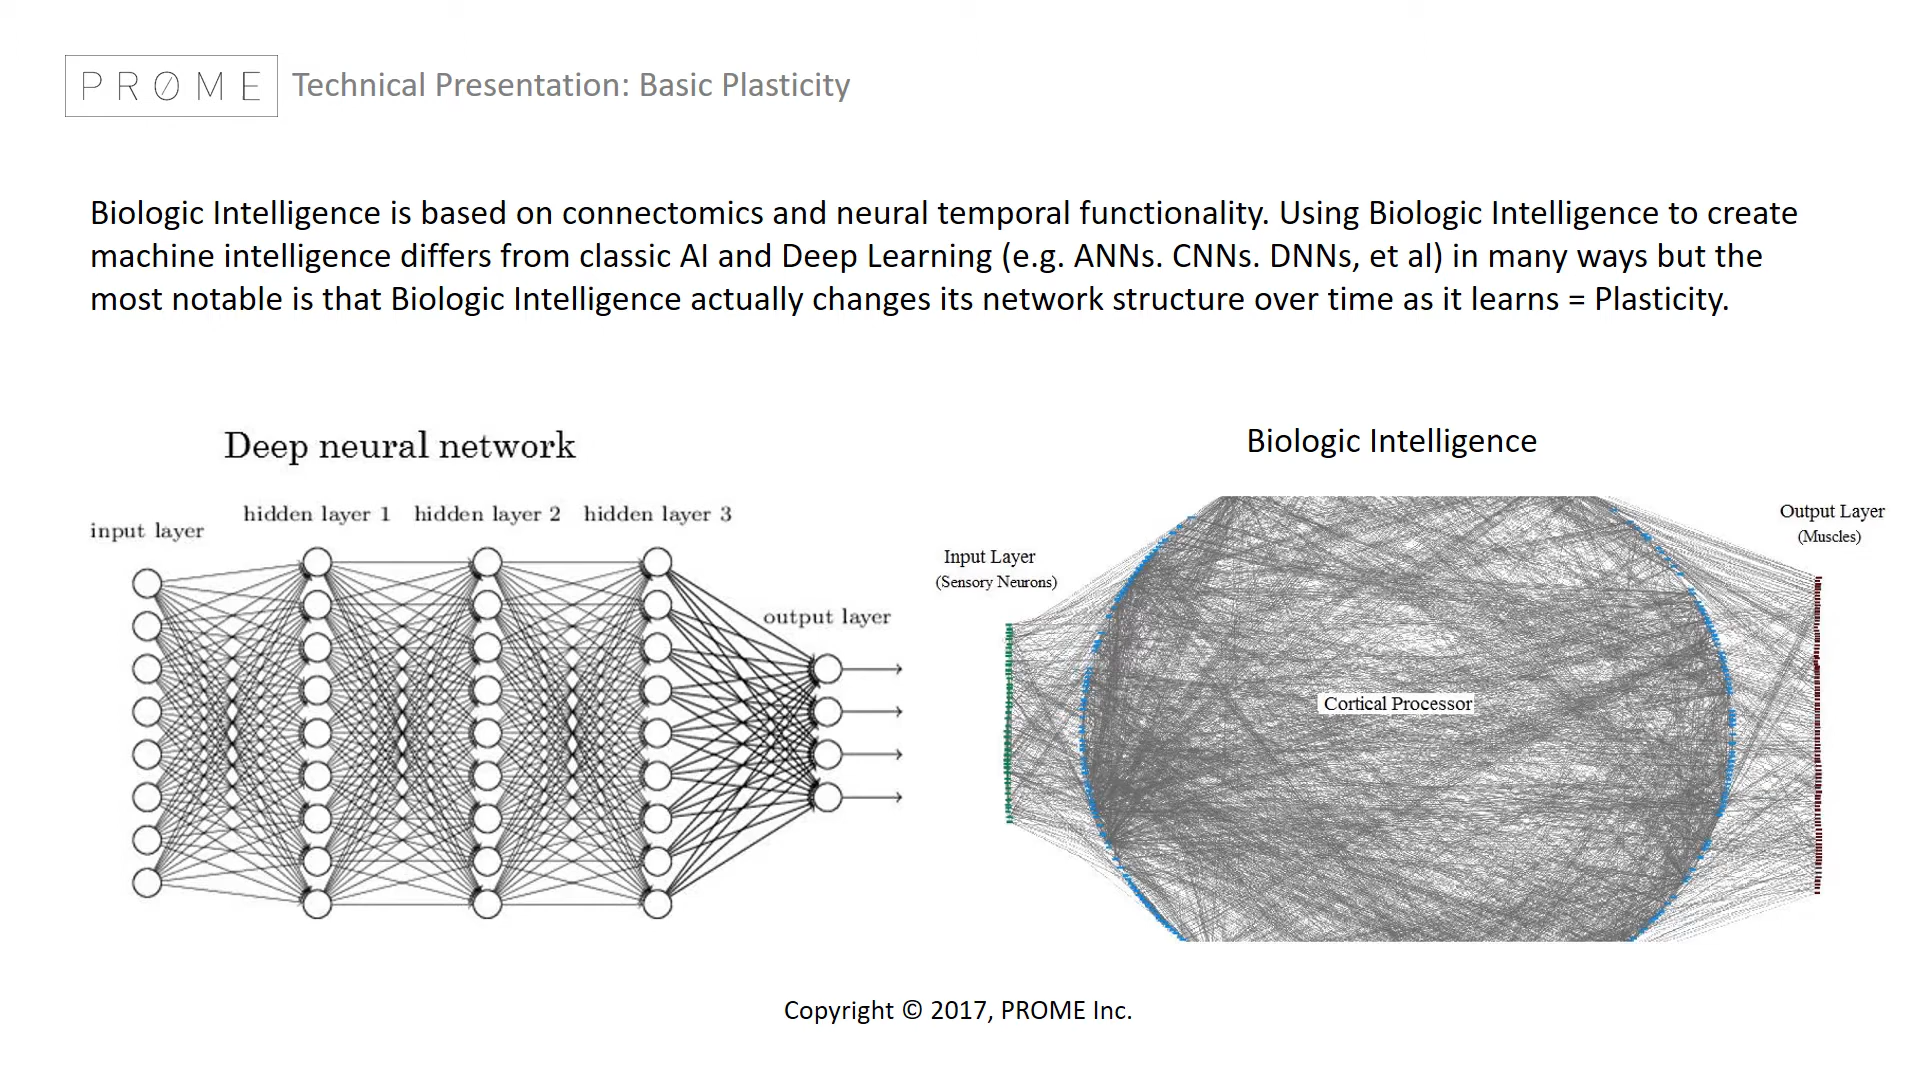 PRØME
Technical Presentation: Basic Plasticity
Biologic Intelligence is based on connectomics and neural temporal functionality. Using Biologic Intelligence to create
machine intelligence differs from classic AI and Deep Learning (e.g. ANNs. CNNs. DNNs, et al) in many ways but the
most notable is that Biologic Intelligence actually changes its network structure over time as it learns = Plasticity.
Deep neural network
input layer
hidden layer 1
hidden layer 2
hidden layer 3
output layer
Biologic Intelligence
Input Layer
(Sensory Neurons)
Cortical Processor
Output Layer
(Muscles)
Copyright © 2017, PROME Inc.